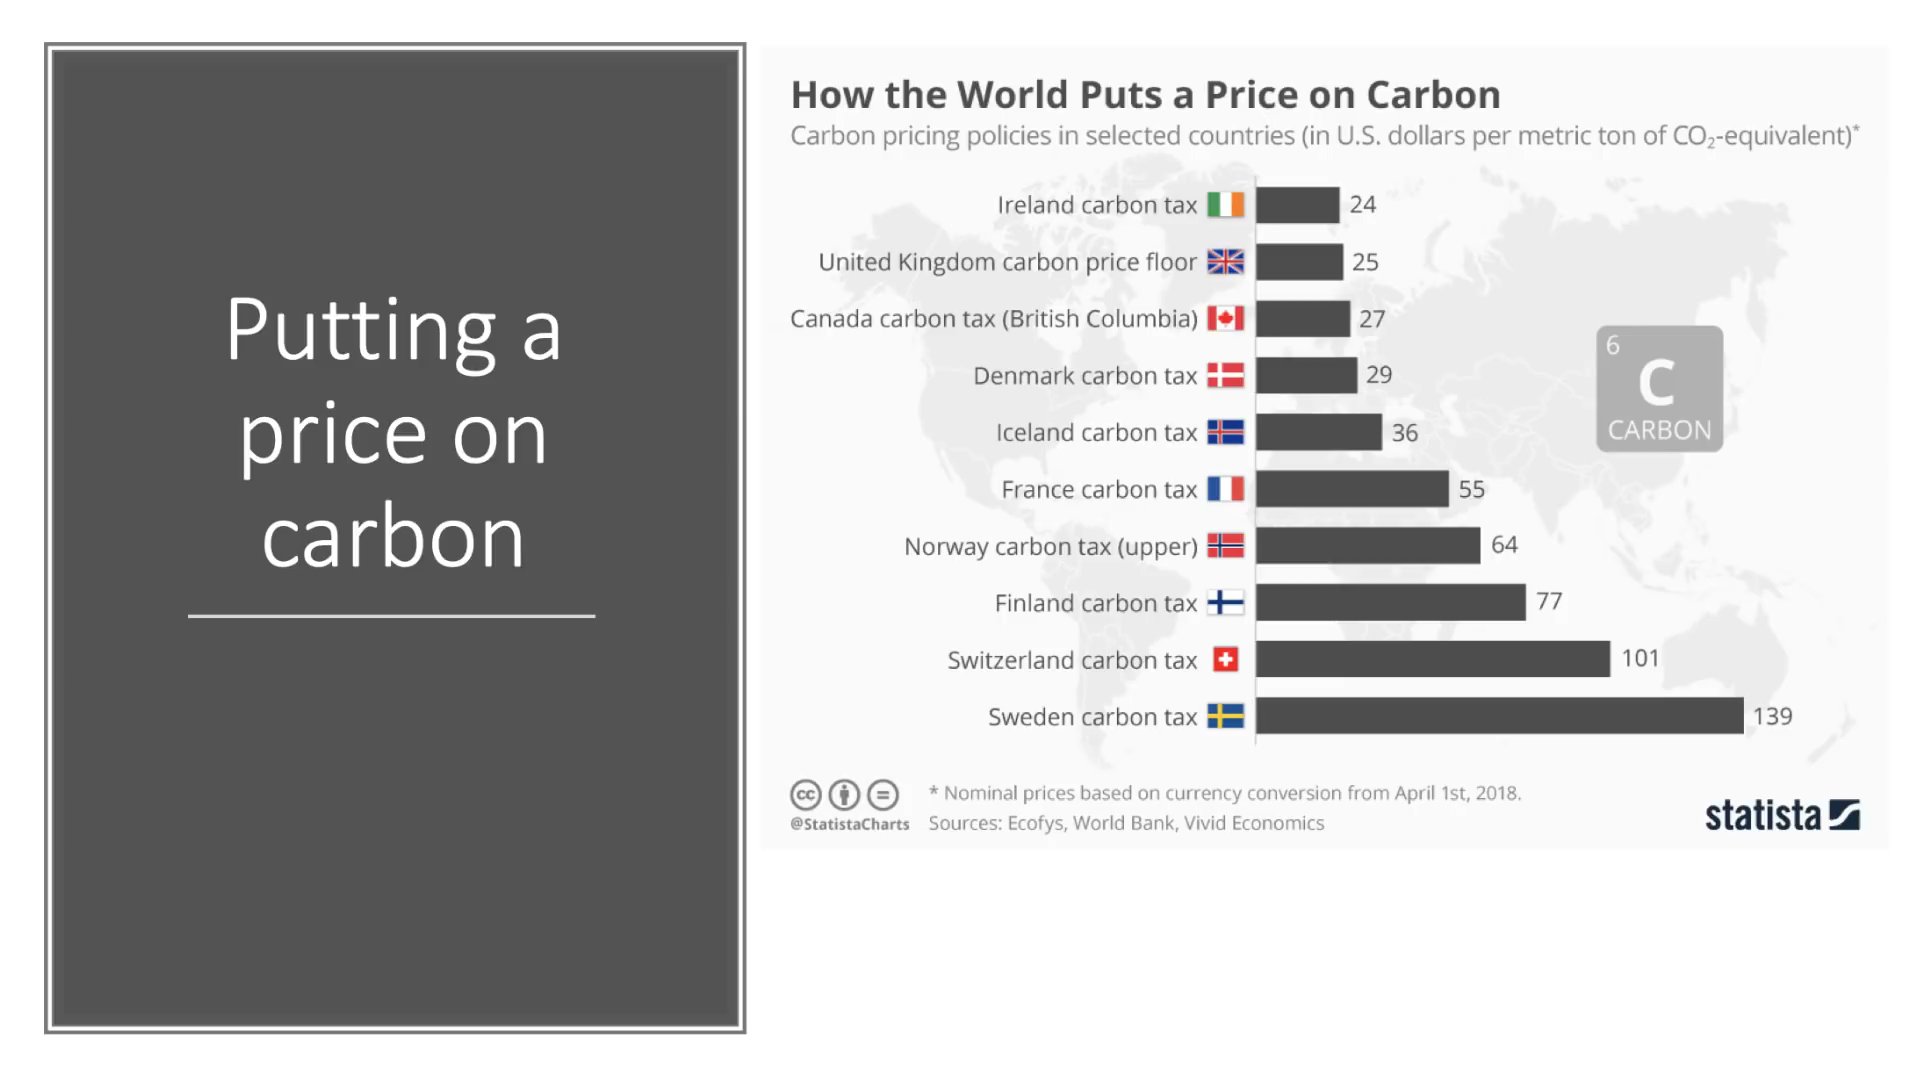 Putting a
price on
carbon
How the World Puts a Price on Carbon
Carbon pricing policies in selected countries (in U.S. dollars per metric ton of CO₂-equivalent)*
Ireland carbon tax 24
United Kingdom carbon price floor 25
Canada carbon tax (British Columbia) 27
Denmark carbon tax 29
Iceland carbon tax 36
France carbon tax 55
Norway carbon tax (upper) 64
Finland carbon tax 77
Switzerland carbon tax 101
Sweden carbon tax 139
6
C
CARBON
cc =
@StatistaCharts
* Nominal prices based on currency conversion from April 1st, 2018.
Sources: Ecofys, World Bank, Vivid Economics
statista